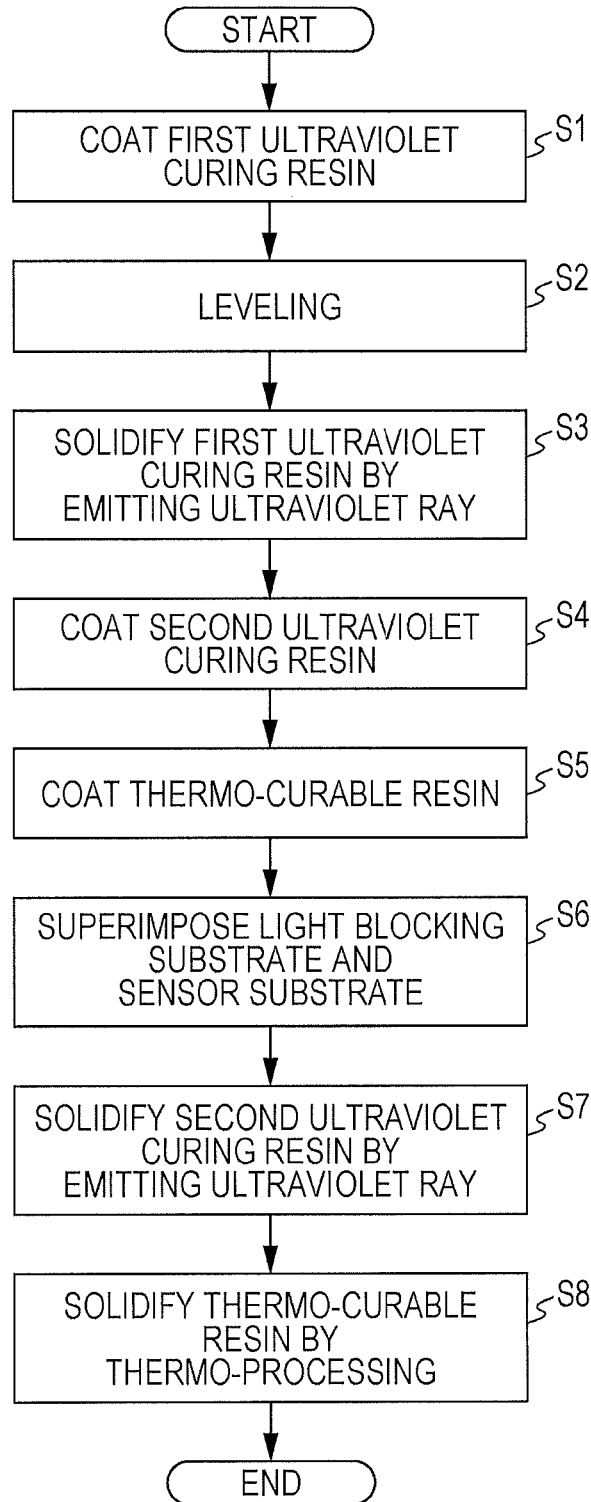 START
COAT FIRST ULTRAVIOLET
CURING RESIN
S1
LEVELING
S2
SOLIDIFY FIRST ULTRAVIOLET
CURING RESIN BY
EMITTING ULTRAVIOLET RAY
S3
COAT SECOND ULTRAVIOLET
CURING RESIN
S4
COAT THERMO-CURABLE RESIN
S5
SUPERIMPOSE LIGHT BLOCKING
SUBSTRATE AND
SENSOR SUBSTRATE
S6
SOLIDIFY SECOND ULTRAVIOLET
CURING RESIN BY
EMITTING ULTRAVIOLET RAY
S7
SOLIDIFY THERMO-CURABLE
RESIN BY
THERMO-PROCESSING
S8
END